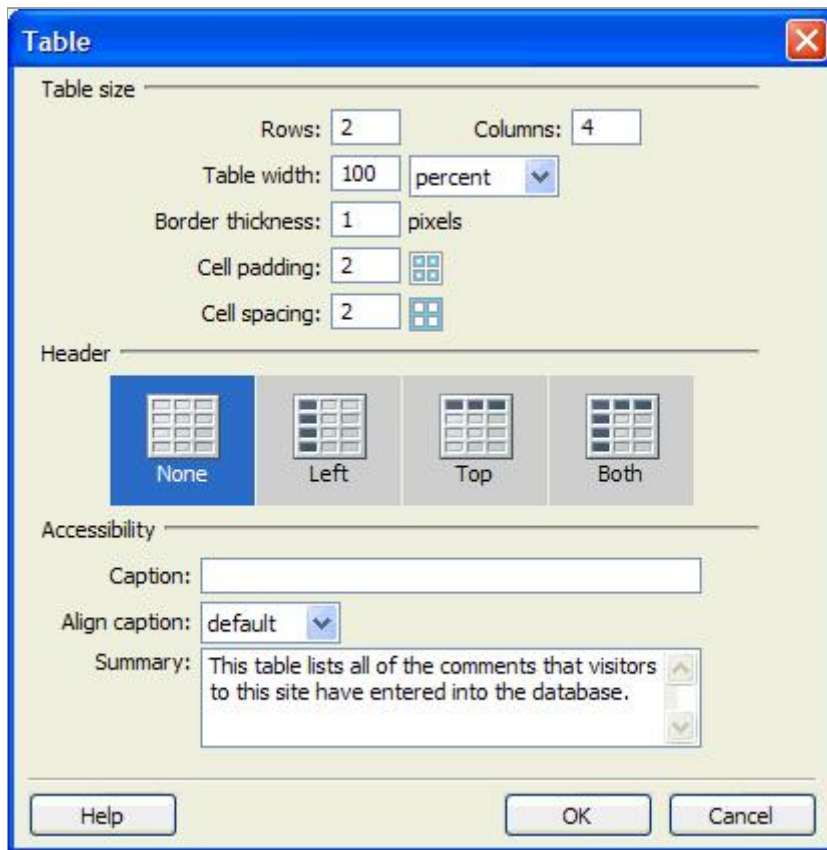 Table
Table size
Rows: 2 Columns: 4
Table width: 100 percent
Border thickness: 1 pixels
Cell padding: 2
Cell spacing: 2
Header
None Left Top Both
Accessibility
Caption:
Align caption: default
Summary: This table lists all of the comments that visitors
to this site have entered into the database.
Help OK Cancel